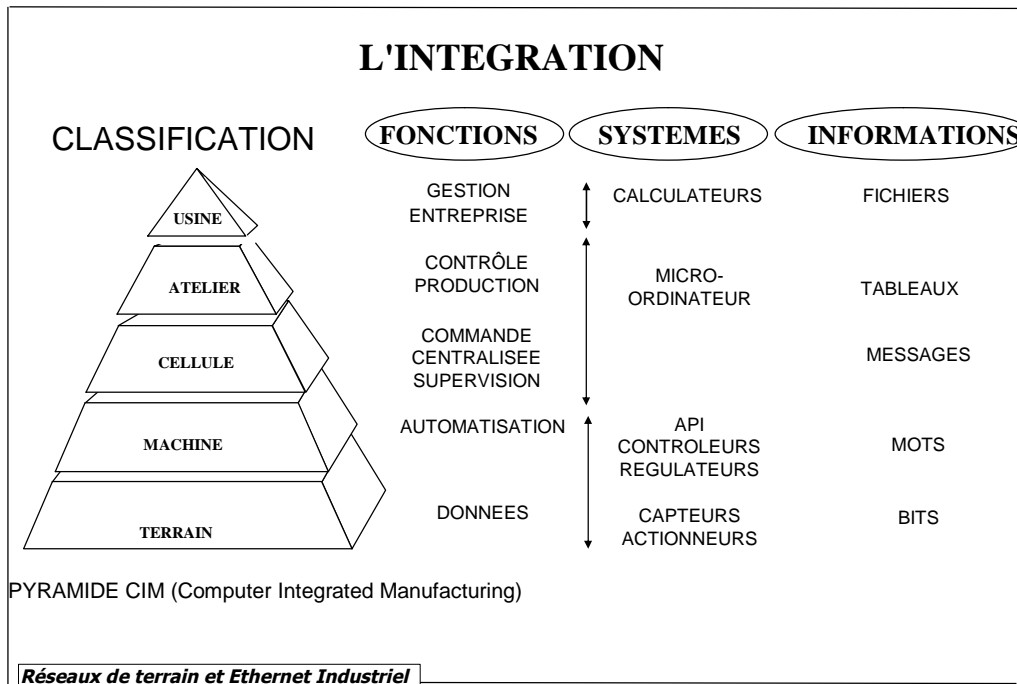 L'INTEGRATION
CLASSIFICATION
FONCTIONS
SYSTEMES
INFORMATIONS
USINE
GESTION
ENTREPRISE
CALCULATEURS
FICHIERS
ATELIER
CONTRÔLE
PRODUCTION
MICRO-
ORDINATEUR
TABLEAUX
CELLULE
COMMANDE
CENTRALISEE
SUPERVISION
MESSAGES
MACHINE
AUTOMATISATION
API
CONTROLEURS
REGULATEURS
MOTS
TERRAIN
DONNEES
CAPTEURS
ACTIONNEURS
BITS
PYRAMIDE CIM (Computer Integrated Manufacturing)
Réseaux de terrain et Ethernet Industriel